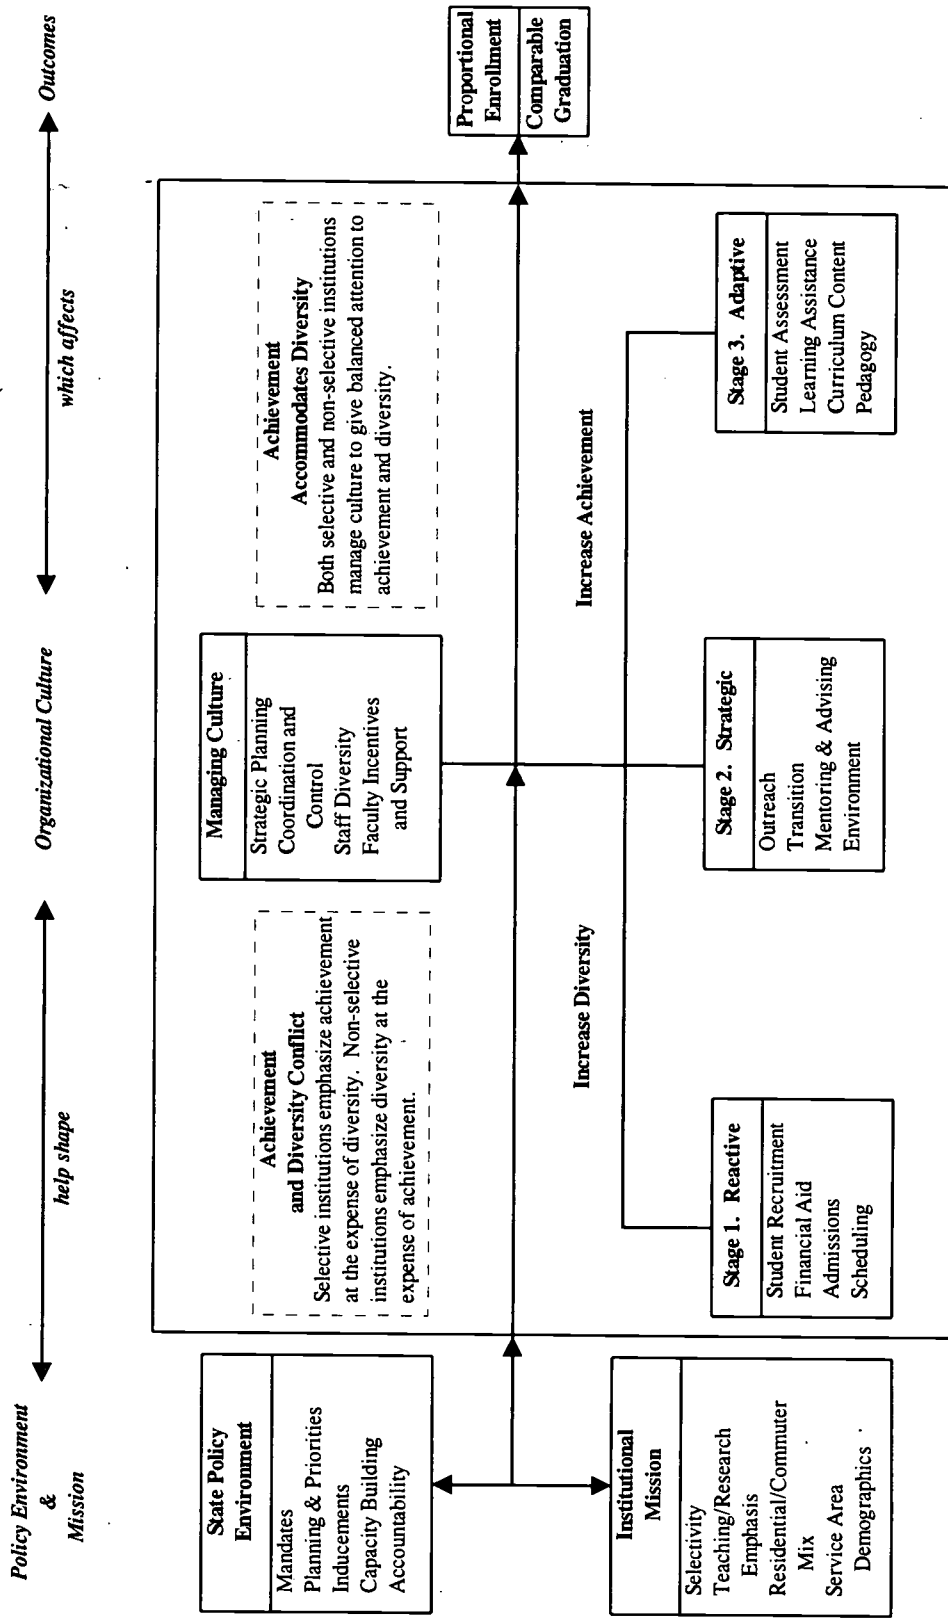 Policy Environment
&
Mission
help shape
Organizational Culture
which affects
Outcomes
State Policy
Environment
Mandates
Planning & Priorities
Inducements
Capacity Building
Accountability
Institutional
Mission
Selectivity
Teaching/Research
Emphasis
Residential/Commuter
Mix
Service Area
Demographics
Achievement
and Diversity Conflict
Selective institutions emphasize achievement
at the expense of diversity. Non-selective
institutions emphasize diversity at the
expense of achievement.
Managing Culture
Strategic Planning
Coordination and
Control
Staff Diversity
Faculty Incentives
and Support
Achievement
Accommodates Diversity
Both selective and non-selective institutions
manage culture to give balanced attention to
achievement and diversity.
Increase Diversity
Increase Achievement
Stage 1. Reactive
Student Recruitment
Financial Aid
Admissions
Scheduling
Stage 2. Strategic
Outreach
Transition
Mentoring & Advising
Environment
Stage 3. Adaptive
Student Assessment
Learning Assistance
Curriculum Content
Pedagogy
Proportional
Enrollment
Comparable
Graduation